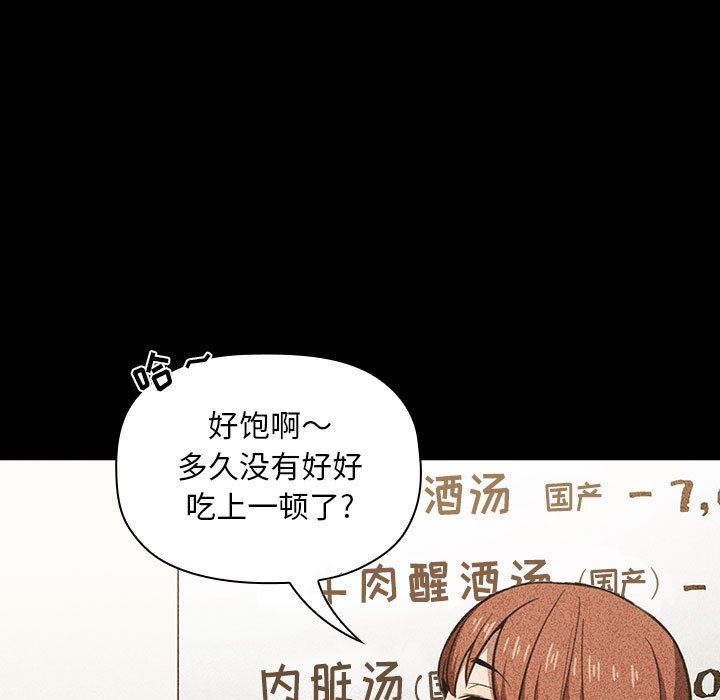 哈~
好饱啊～
多久没有好好
吃上一顿了?
酒汤 国产 -7,
+肉醒酒汤(国产)-
内脏汤(国